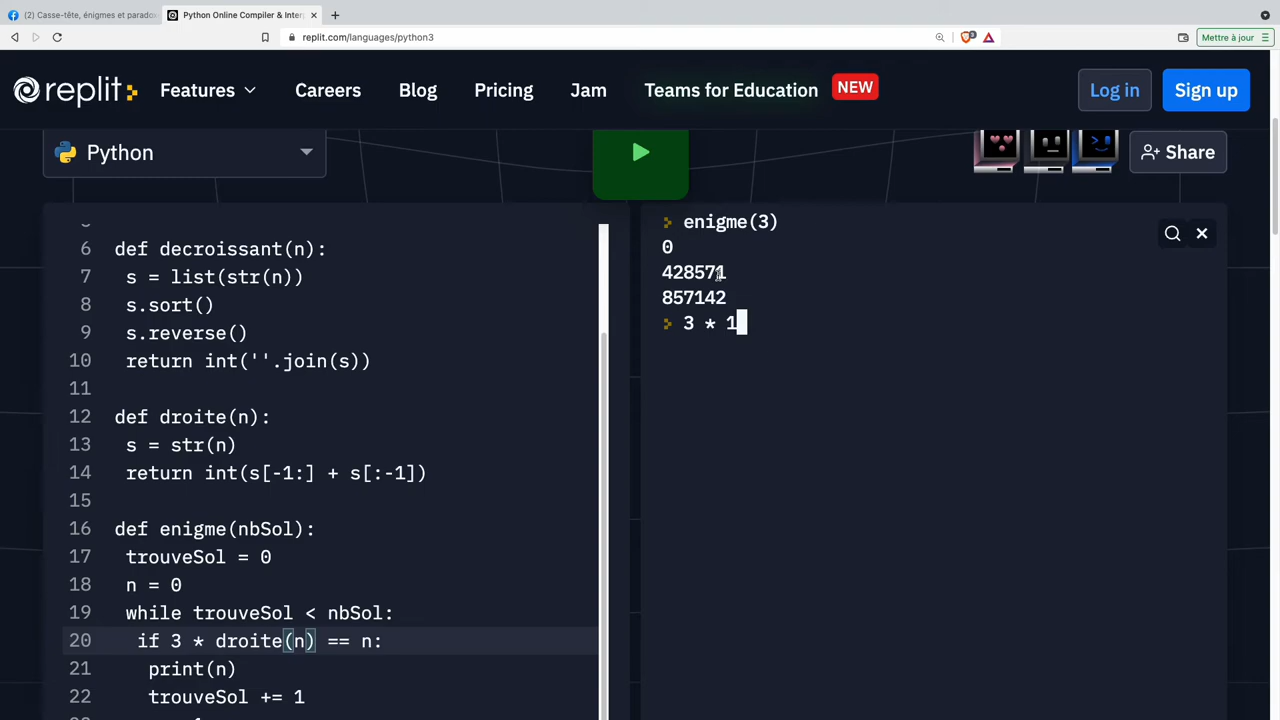 (2) Casse-tête, énigmes et parado
Python Online Compiler & Inter
replit.com/languages/python3
Mettre à jour
replit
Features
Careers
Blog
Pricing
Jam
Teams for Education
NEW
Log in
Sign up
Python
Share
6 def decroissant(n):
7 s = list(str(n))
8 s.sort()
9 s.reverse()
10 return int(''.join(s))
11
12 def droite(n):
13 s = str(n)
14 return int(s[-1:] + s[:-1])
15
16 def enigme(nbSol):
17 trouveSol = 0
18 n = 0
19 while trouveSol < nbSol:
20 if 3 * droite(n) == n:
21 print(n)
22 trouveSol += 1
enigme(3)
0
428571
857142
3 * 1